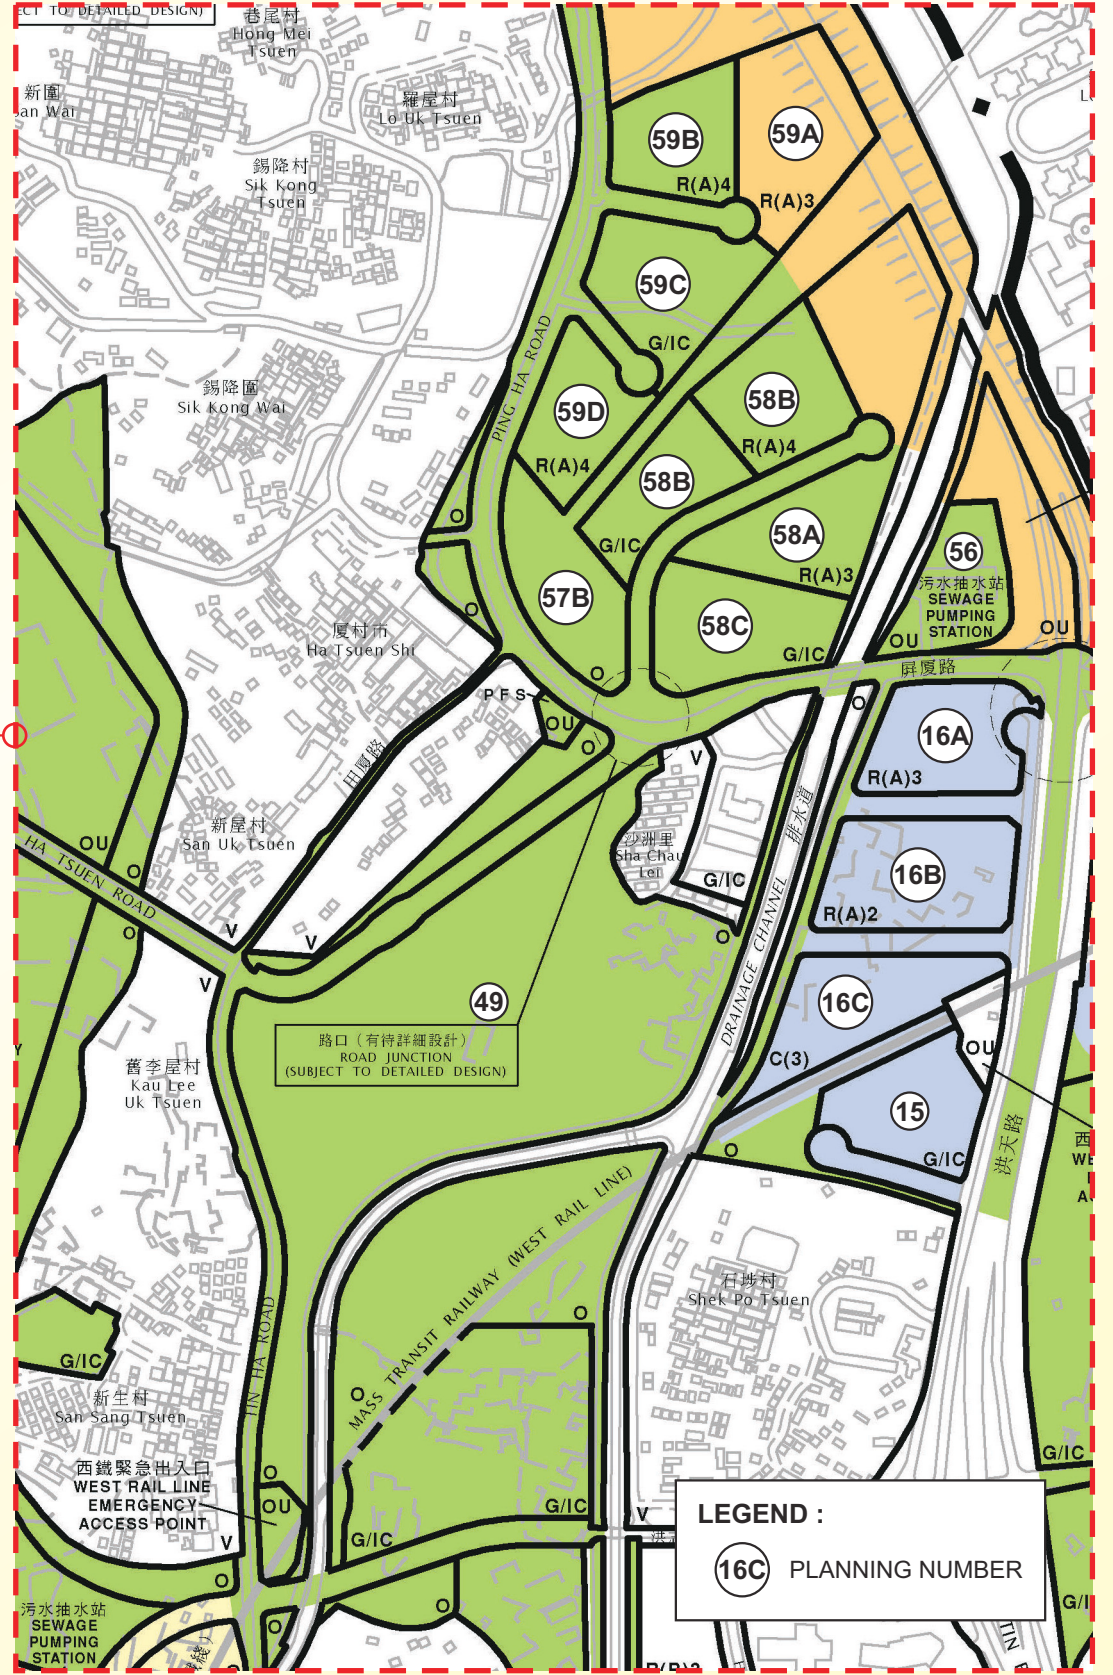 ECT TO DETAILED DESIGN)
巷尾村
Hong Mei
Tsuen
新圍
an Wai
羅屋村
Lo Uk Tsuen
錫降村
Sik Kong
Tsuen
59B
R(A)4
59A
R(A)3
59C
G/IC
PING HA ROAD
錫降圍
Sik Kong Wai
59D
R(A)4
58B
R(A)4
58B
G/IC
58A
R(A)3
56
污水抽水站
SEWAGE
PUMPING
STATION
OU
OU
O
O
57B
O
58C
G/IC
屏厦路
厦村市
Ha Tsuen Shi
P F S
OU
O
田厦路
V
O
16A
R(A)3
沙洲里
Sha Chau
Lei
G/IC
排水道
DRAINAGE CHANNEL
新屋村
San Uk Tsuen
OU
O
HA TSUEN ROAD
O
V
V
V
O
16B
R(A)2
49
路口（有待詳細設計）
ROAD JUNCTION
(SUBJECT TO DETAILED DESIGN)
16C
C(3)
OU
15
G/IC
O
洪天路
舊李屋村
Kau Lee
Uk Tsuen
MASS TRANSIT RAILWAY (WEST RAIL LINE)
石埗村
Shek Po Tsuen
TIN HA ROAD
O
O
G/IC
新生村
San Sang Tsuen
西鐵緊急出入口
WEST RAIL LINE
EMERGENCY
ACCESS POINT
O
OU
V
G/IC
G/IC
V
G/IC
O
O
O
污水抽水站
SEWAGE
PUMPING
STATION
LEGEND :
16C PLANNING NUMBER